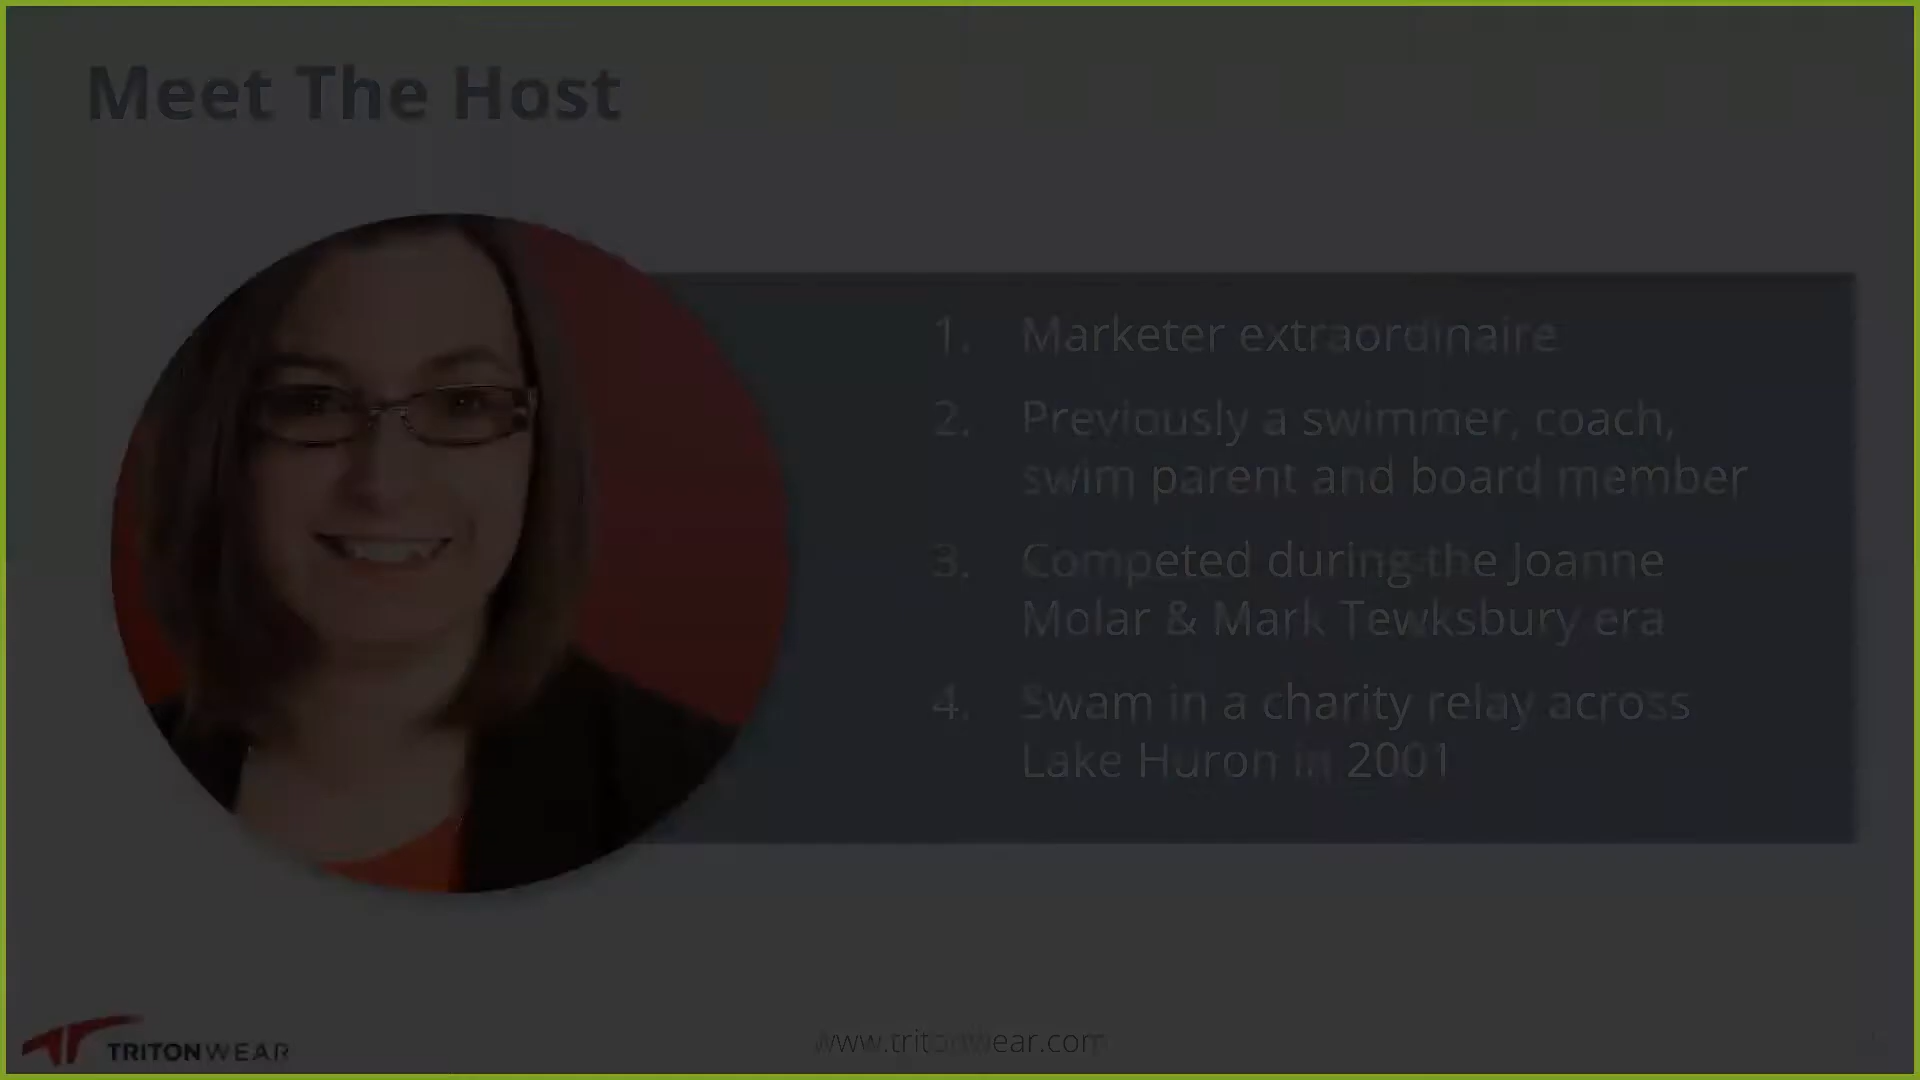 Meet The Host
1. Marketer extraordinaire
2. Previously a swimmer, coach,
swim parent and board member
3. Competed during the Joanne
Molar & Mark Tewksbury era
4. Swam in a charity relay across
Lake Huron in 2001
TRITONWEAR
www.tritonwear.com